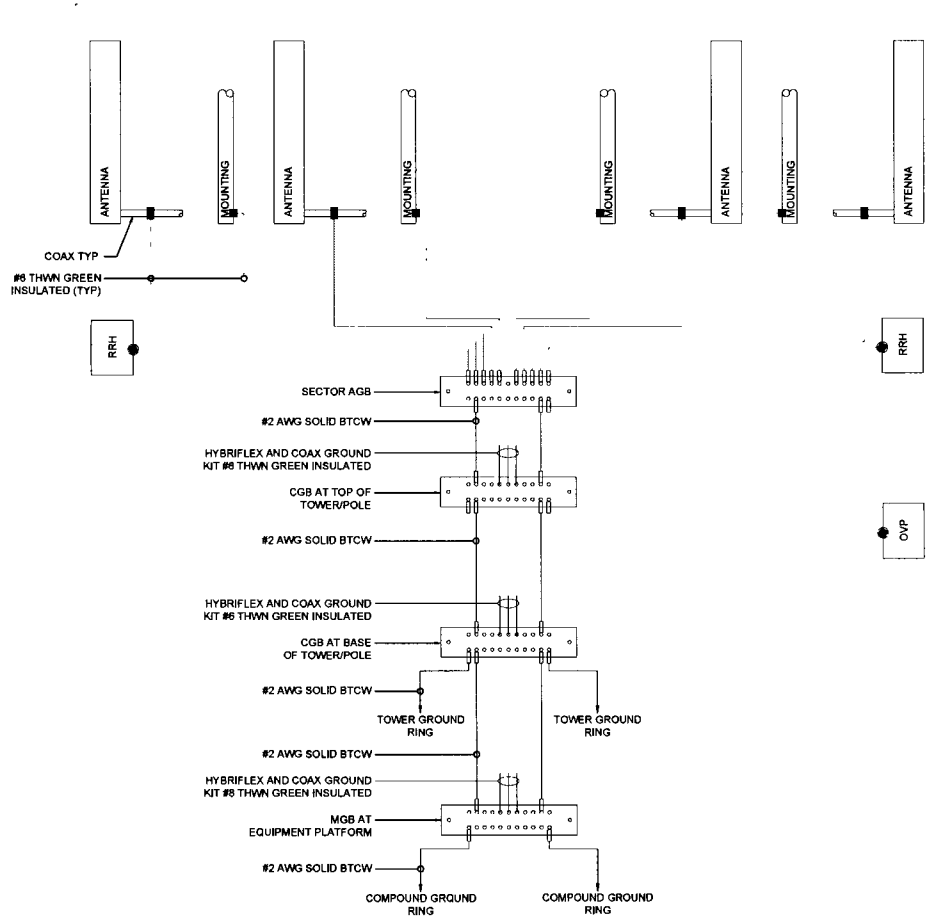 ANTENNA
MOUNTING
ANTENNA
MOUNTING
MOUNTING
ANTENNA
MOUNTING
ANTENNA
COAX TYP
#6 THWN GREEN
INSULATED (TYP)
RRH
RRH
SECTOR AGB
#2 AWG SOLID BTCW
HYBRIFLEX AND COAX GROUND
KIT #6 THWN GREEN INSULATED
CGB AT TOP OF
TOWER/POLE
#2 AWG SOLID BTCW
OVP
HYBRIFLEX AND COAX GROUND
KIT #6 THWN GREEN INSULATED
CGB AT BASE
OF TOWER/POLE
#2 AWG SOLID BTCW
TOWER GROUND
RING
TOWER GROUND
RING
#2 AWG SOLID BTCW
HYBRIFLEX AND COAX GROUND
KIT #6 THWN GREEN INSULATED
MGB AT
EQUIPMENT PLATFORM
#2 AWG SOLID BTCW
COMPOUND GROUND
RING
COMPOUND GROUND
RING